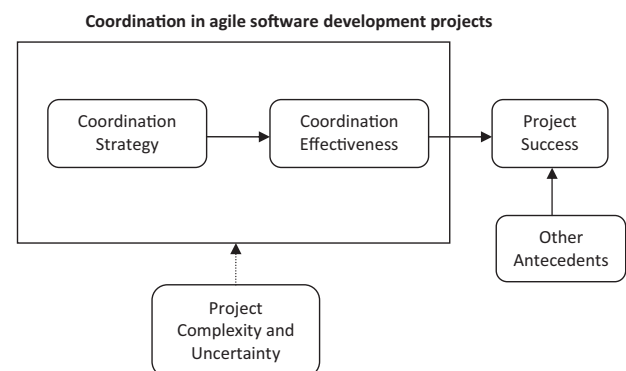 Coordination in agile software development projects
Coordination
Strategy
Coordination
Effectiveness
Project
Success
Other
Antecedents
Project
Complexity and
Uncertainty